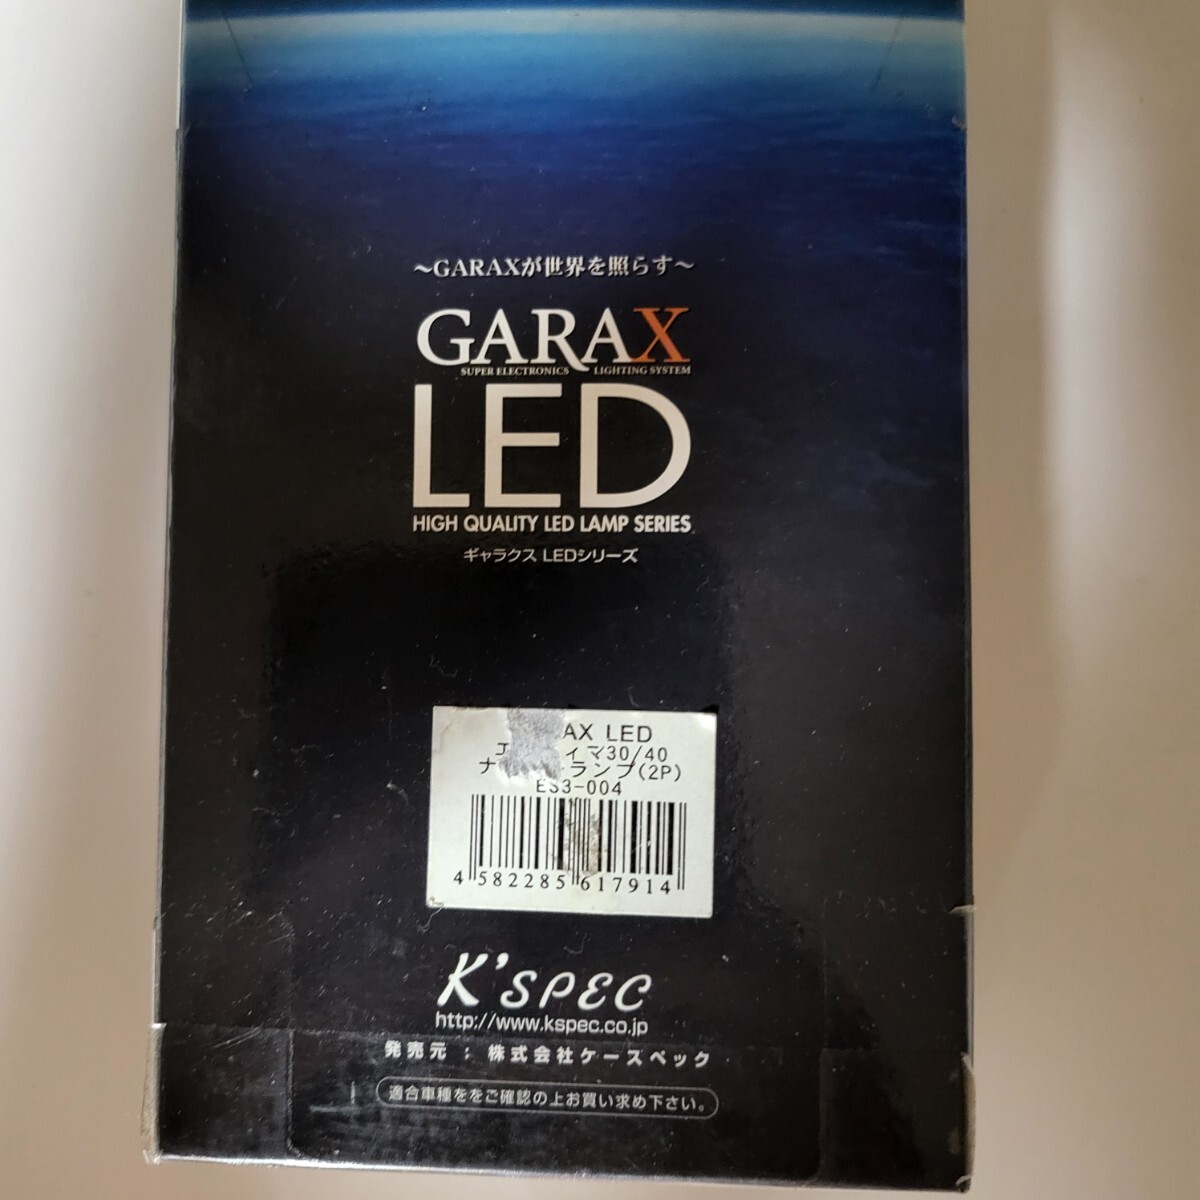 ～GARAXが世界を照らす～
GARAX
SUPER ELECTRONICS LIGHTING SYSTEM
LED
HIGH QUALITY LED LAMP SERIES
ギャラクス LEDシリーズ
AX LED
ィマ30/40
ランプ(2P)
ES3-004
4 582285 617914
K'SPEC
http://www.kspec.co.jp
発売元 : 株式会社ケースペック
適合車種ををご確認の上お買い求め下さい。